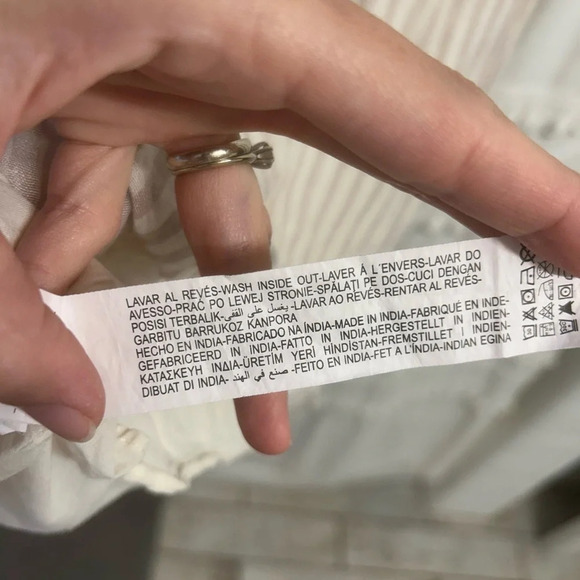 LAVAR AL REVÉS-WASH INSIDE OUT-LAVER À L'ENVERS-LAVAR DO
AVESSO-PRAĆ PO LEWEJ STRONIE-SPĂLAȚI PE DOS-CUCI DENGAN
POSISI TERBALIK- يغسل على القفى -LAVAR AO REVÉS-RENTAR AL REVÉS-
GARBITU BARRUKOZ KANPORA
HECHO EN INDIA-FABRICADO NA ÍNDIA-MADE IN INDIA-FABRIQUÉ EN INDE-
GEFABRICEERD IN INDIA-FATTO IN INDIA-HERGESTELLT IN INDIEN-
ΚΑΤΑΣΚΕΥΗ ΙΝΔΙΑ-ÜRETİM YERİ HİNDİSTAN-FREMSTILLET I INDIEN-
DIBUAT DI INDIA- صنع في الهند -FEITO EN INDIA-FET A L'ÍNDIA-INDIAN EGINA